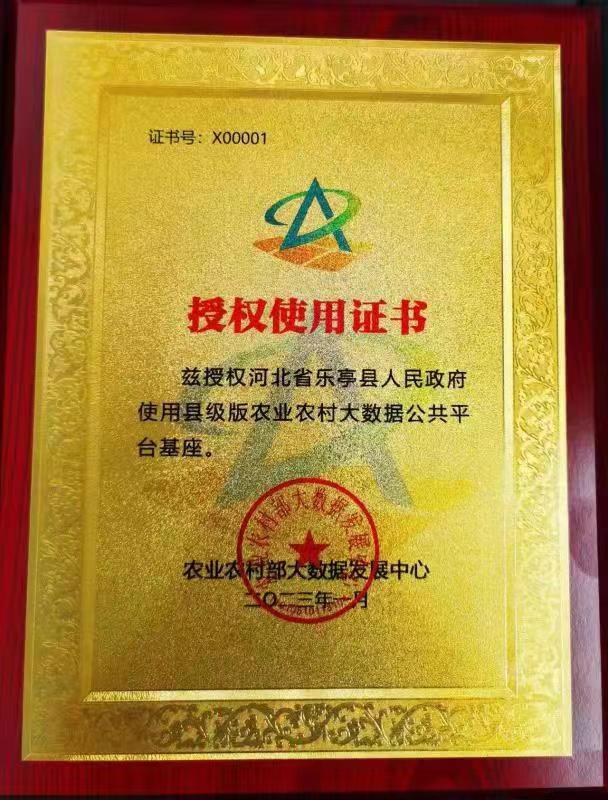 证书号：X00001
授权使用证书
兹授权河北省乐亭县人民政府
使用县级版农业农村大数据公共平
台基座。
农业农村部大数据发展中心
二〇二三年一月